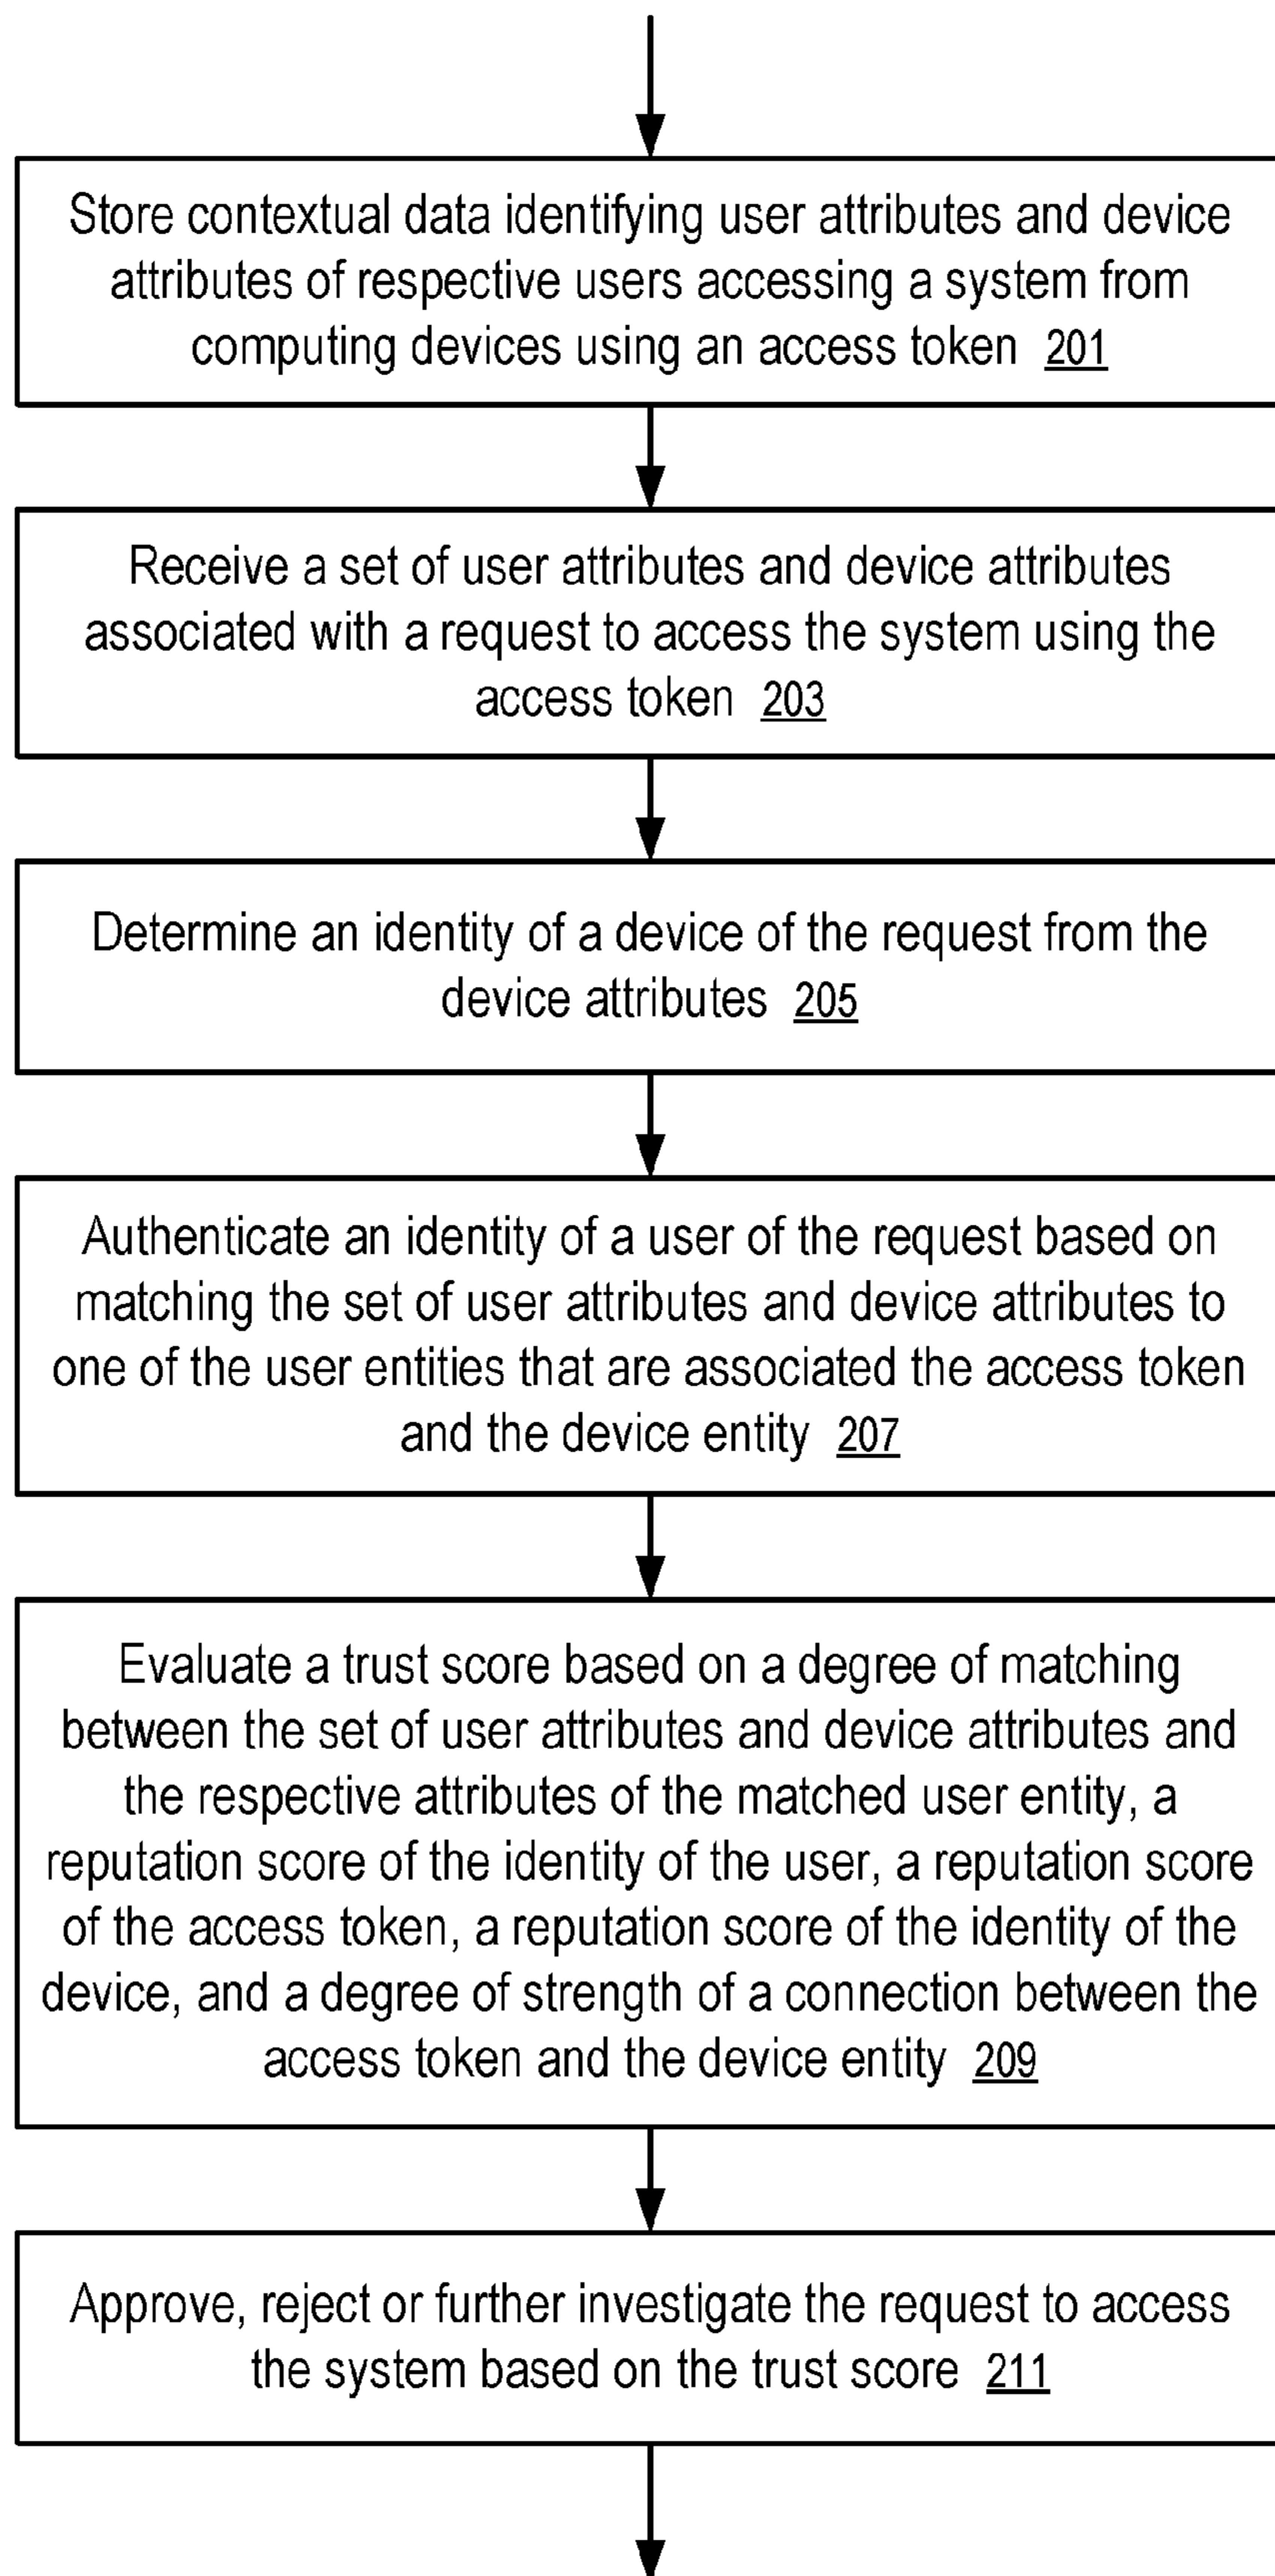 Store contextual data identifying user attributes and device
attributes of respective users accessing a system from
computing devices using an access token 201
Receive a set of user attributes and device attributes
associated with a request to access the system using the
access token 203
Determine an identity of a device of the request from the
device attributes 205
Authenticate an identity of a user of the request based on
matching the set of user attributes and device attributes to
one of the user entities that are associated the access token
and the device entity 207
Evaluate a trust score based on a degree of matching
between the set of user attributes and device attributes and
the respective attributes of the matched user entity, a
reputation score of the identity of the user, a reputation score
of the access token, a reputation score of the identity of the
device, and a degree of strength of a connection between the
access token and the device entity 209
Approve, reject or further investigate the request to access
the system based on the trust score 211